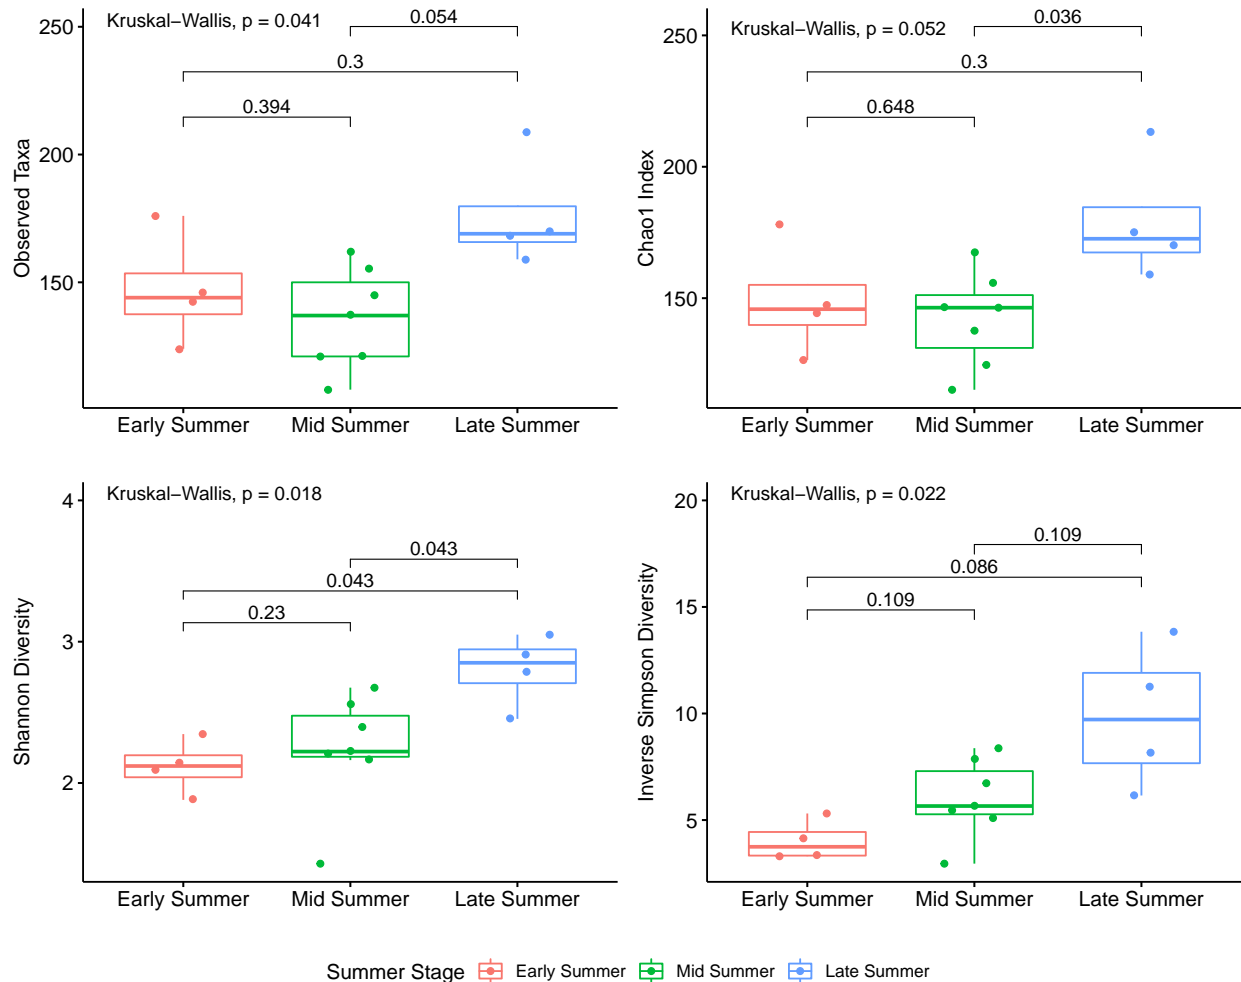 Kruskal−Wallis, p = 0.041
0.054
0.3
0.394
250
200
150
Observed Taxa
Early Summer
Mid Summer
Late Summer
Kruskal−Wallis, p = 0.052
0.036
0.3
0.648
250
200
150
Chao1 Index
Early Summer
Mid Summer
Late Summer
Kruskal−Wallis, p = 0.018
0.043
0.043
0.23
4
3
2
Shannon Diversity
Early Summer
Mid Summer
Late Summer
Kruskal−Wallis, p = 0.022
0.109
0.086
0.109
20
15
10
5
Inverse Simpson Diversity
Early Summer
Mid Summer
Late Summer
Summer Stage Early Summer Mid Summer Late Summer